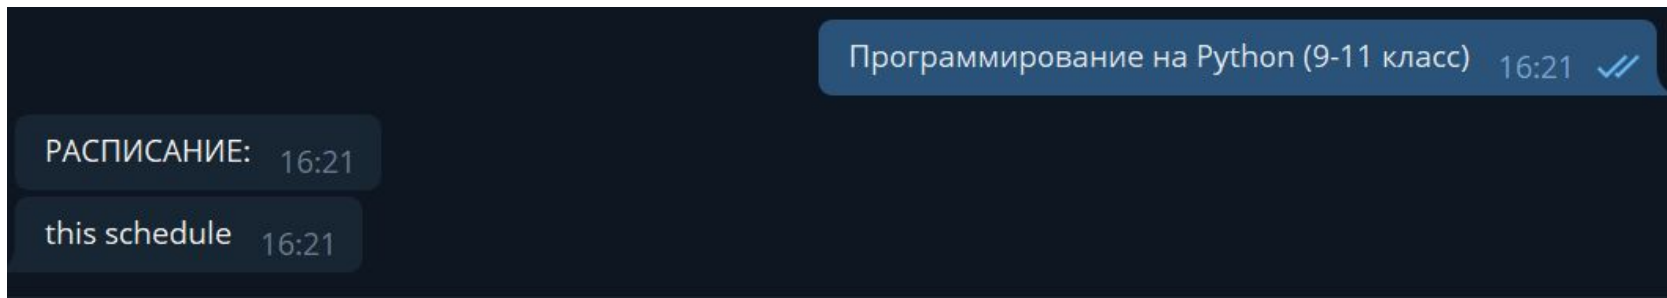 Программирование на Python (9-11 класс) 16:21
РАСПИСАНИЕ: 16:21
this schedule 16:21